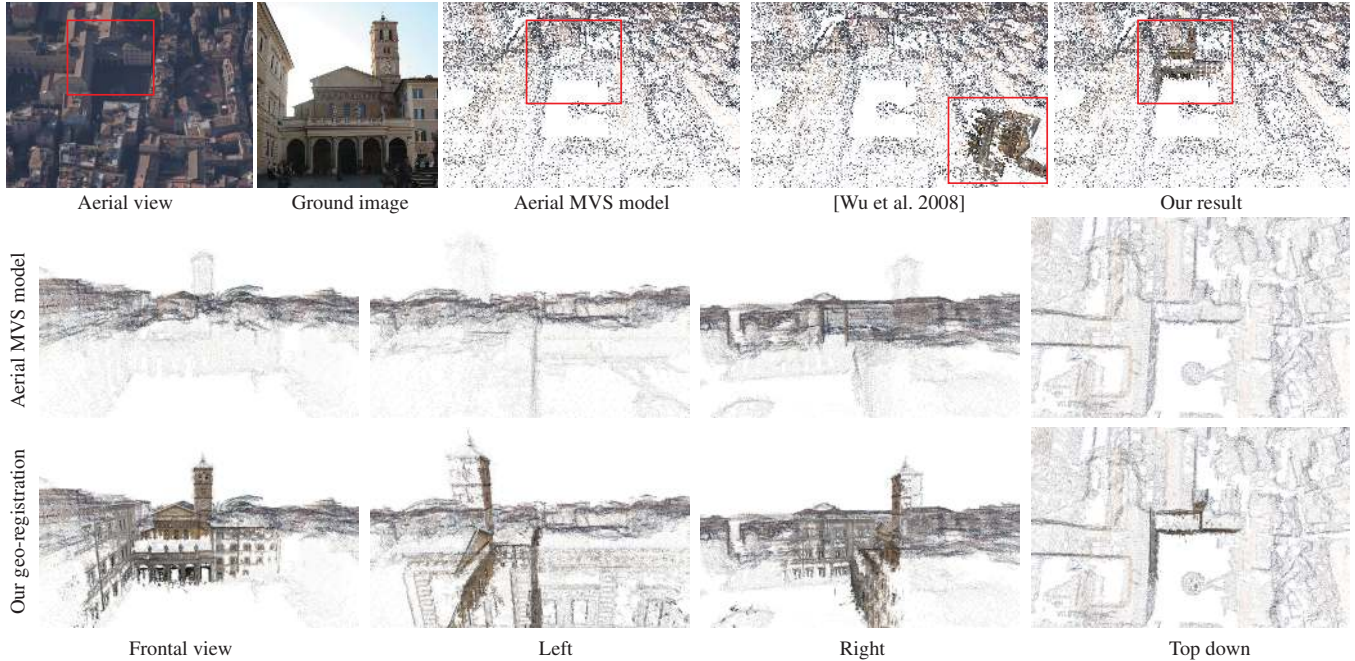 Aerial view
Ground image
Aerial MVS model
[Wu et al. 2008]
Our result
Aerial MVS model
Our geo-registration
Frontal view
Left
Right
Top down